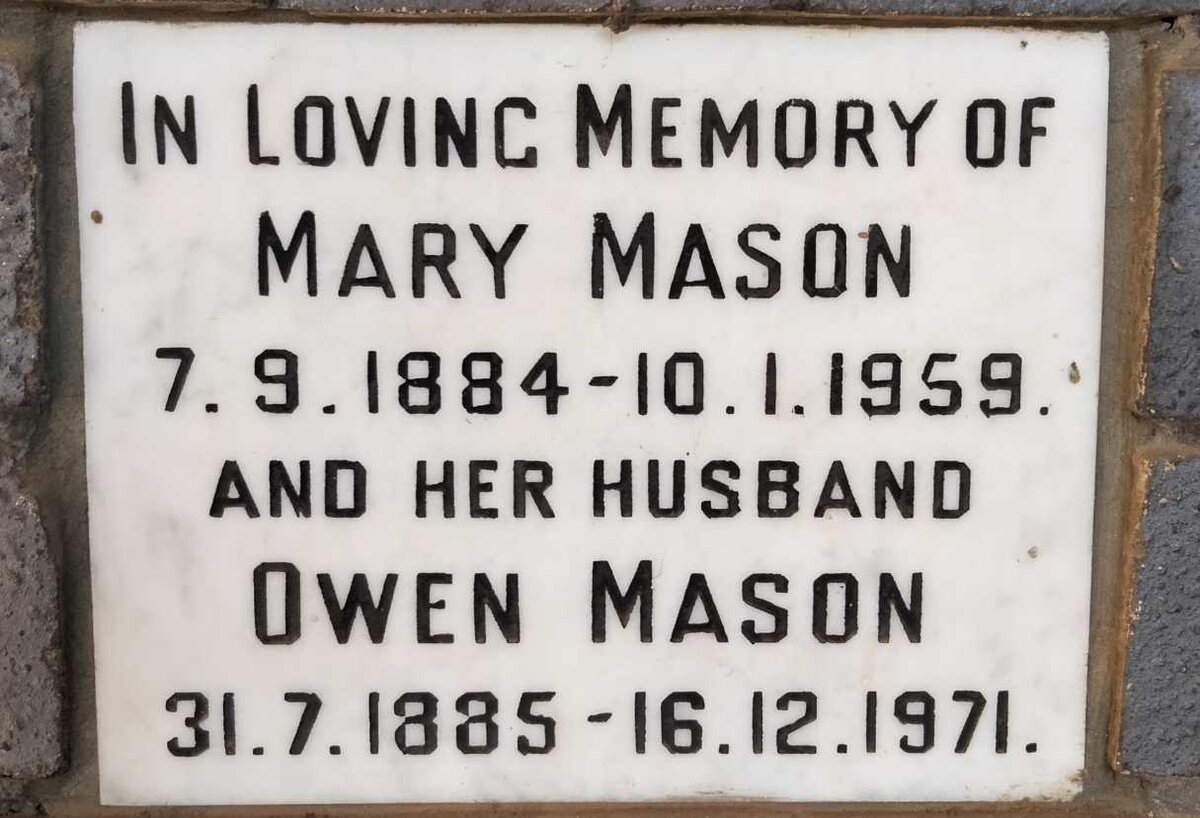 IN LOVING MEMORY OF
MARY MASON
7.9.1884-10.1.1959.
AND HER HUSBAND
OWEN MASON
31.7.1885-16.12.1971.